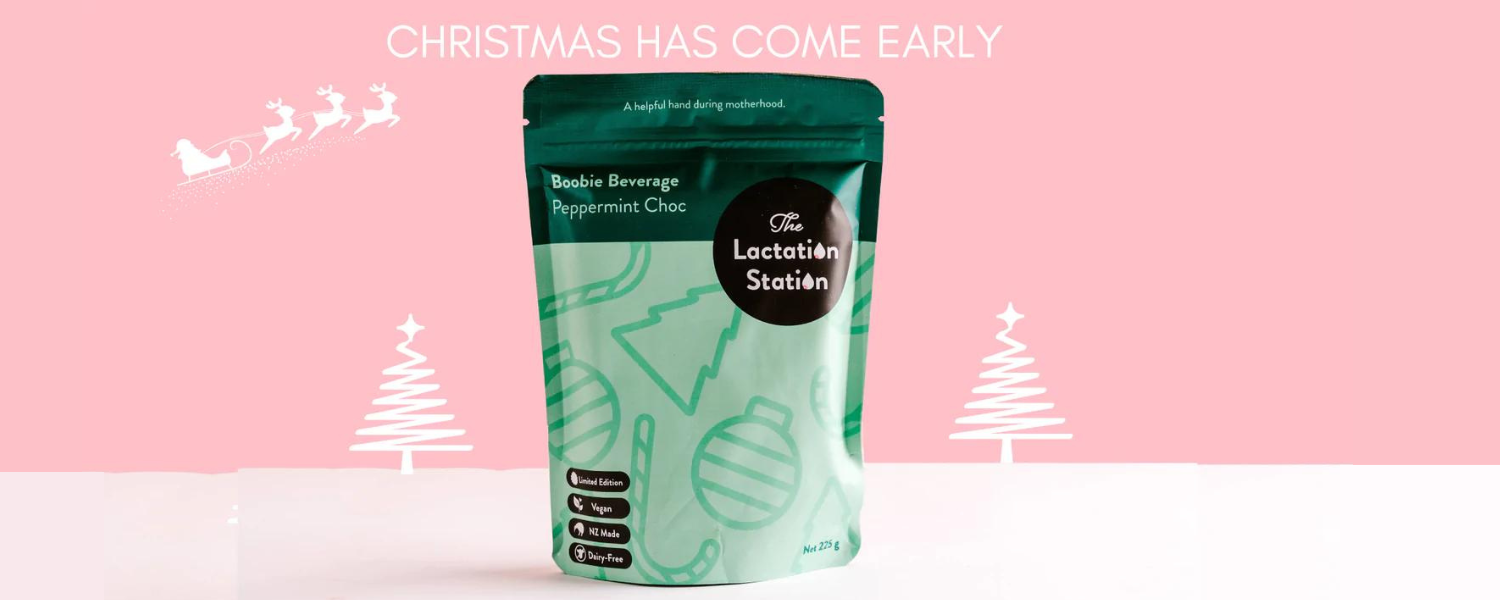 CHRISTMAS HAS COME EARLY
A helpful hand during motherhood.
Boobie Beverage
Peppermint Choc
The
Lactation
Station
Limited Edition
Vegan
NZ Made
Dairy-Free
Net 225 g